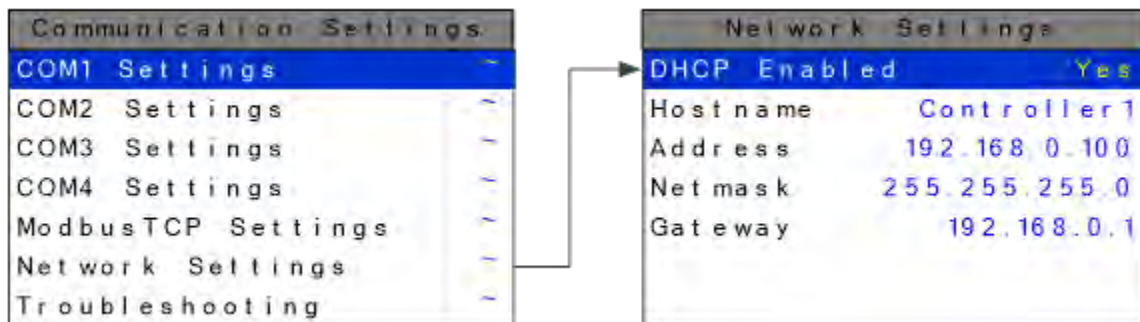 Communication Settings
COM1 Settings ~
COM2 Settings ~
COM3 Settings ~
COM4 Settings ~
ModbusTCP Settings ~
Network Settings ~
Troubleshooting ~
Network Settings
DHCP Enabled Yes
Hostname Controller1
Address 192.168.0.100
Netmask 255.255.255.0
Gateway 192.168.0.1